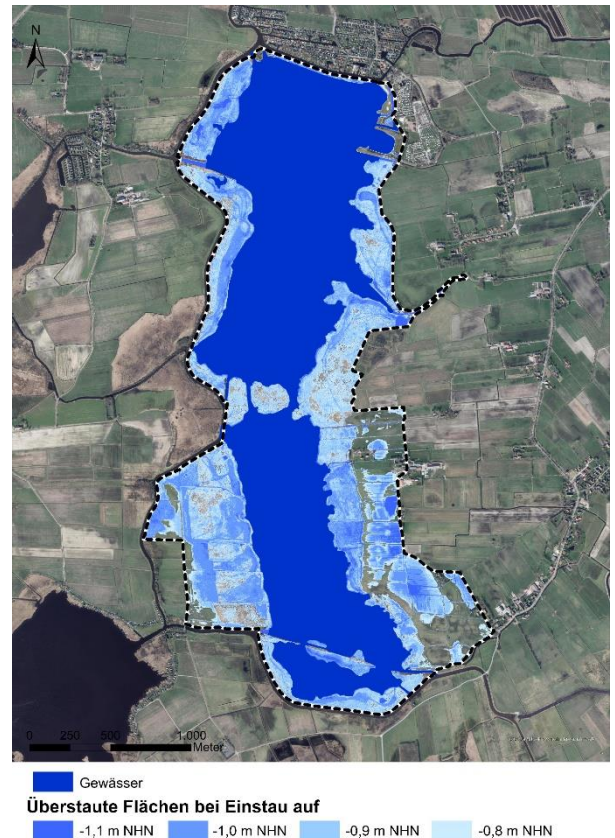 N
0 250 500 1.000
Meter
Gewässer
Überstaute Flächen bei Einstau auf
-1,1 m NHN -1,0 m NHN -0,9 m NHN -0,8 m NHN